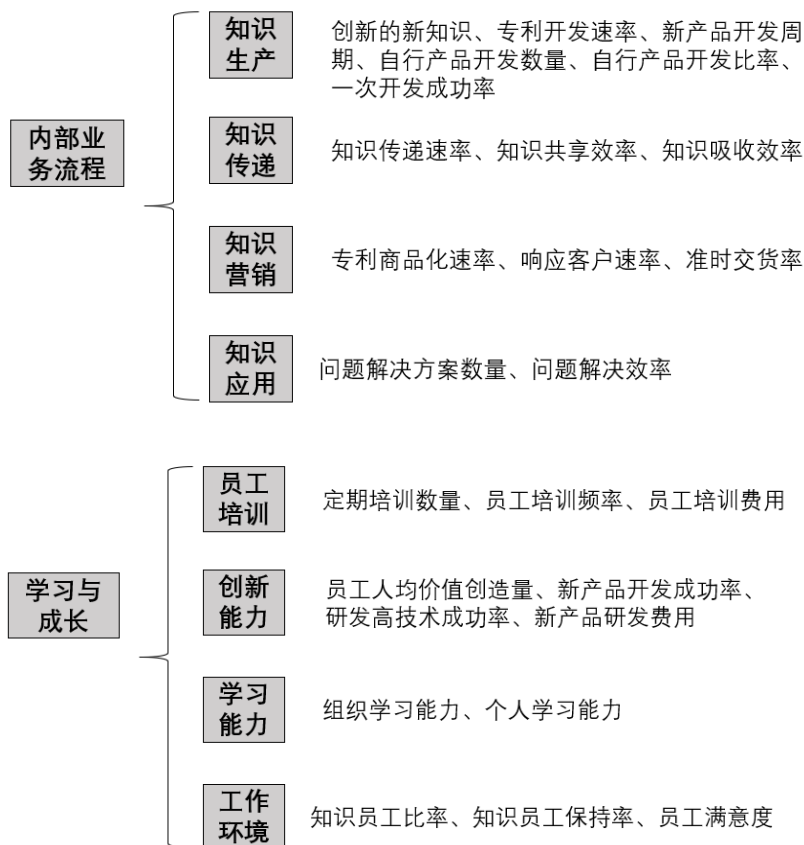 内部业
务流程
知识
生产
创新的新知识、专利开发速率、新产品开发周
期、自行产品开发数量、自行产品开发比率、
一次开发成功率
知识
传递
知识传递速率、知识共享效率、知识吸收效率
知识
营销
专利商品化速率、响应客户速率、准时交货率
知识
应用
问题解决方案数量、问题解决效率
学习与
成长
员工
培训
定期培训数量、员工培训频率、员工培训费用
创新
能力
员工人均价值创造量、新产品开发成功率、
研发高技术成功率、新产品研发费用
学习
能力
组织学习能力、个人学习能力
工作
环境
知识员工比率、知识员工保持率、员工满意度